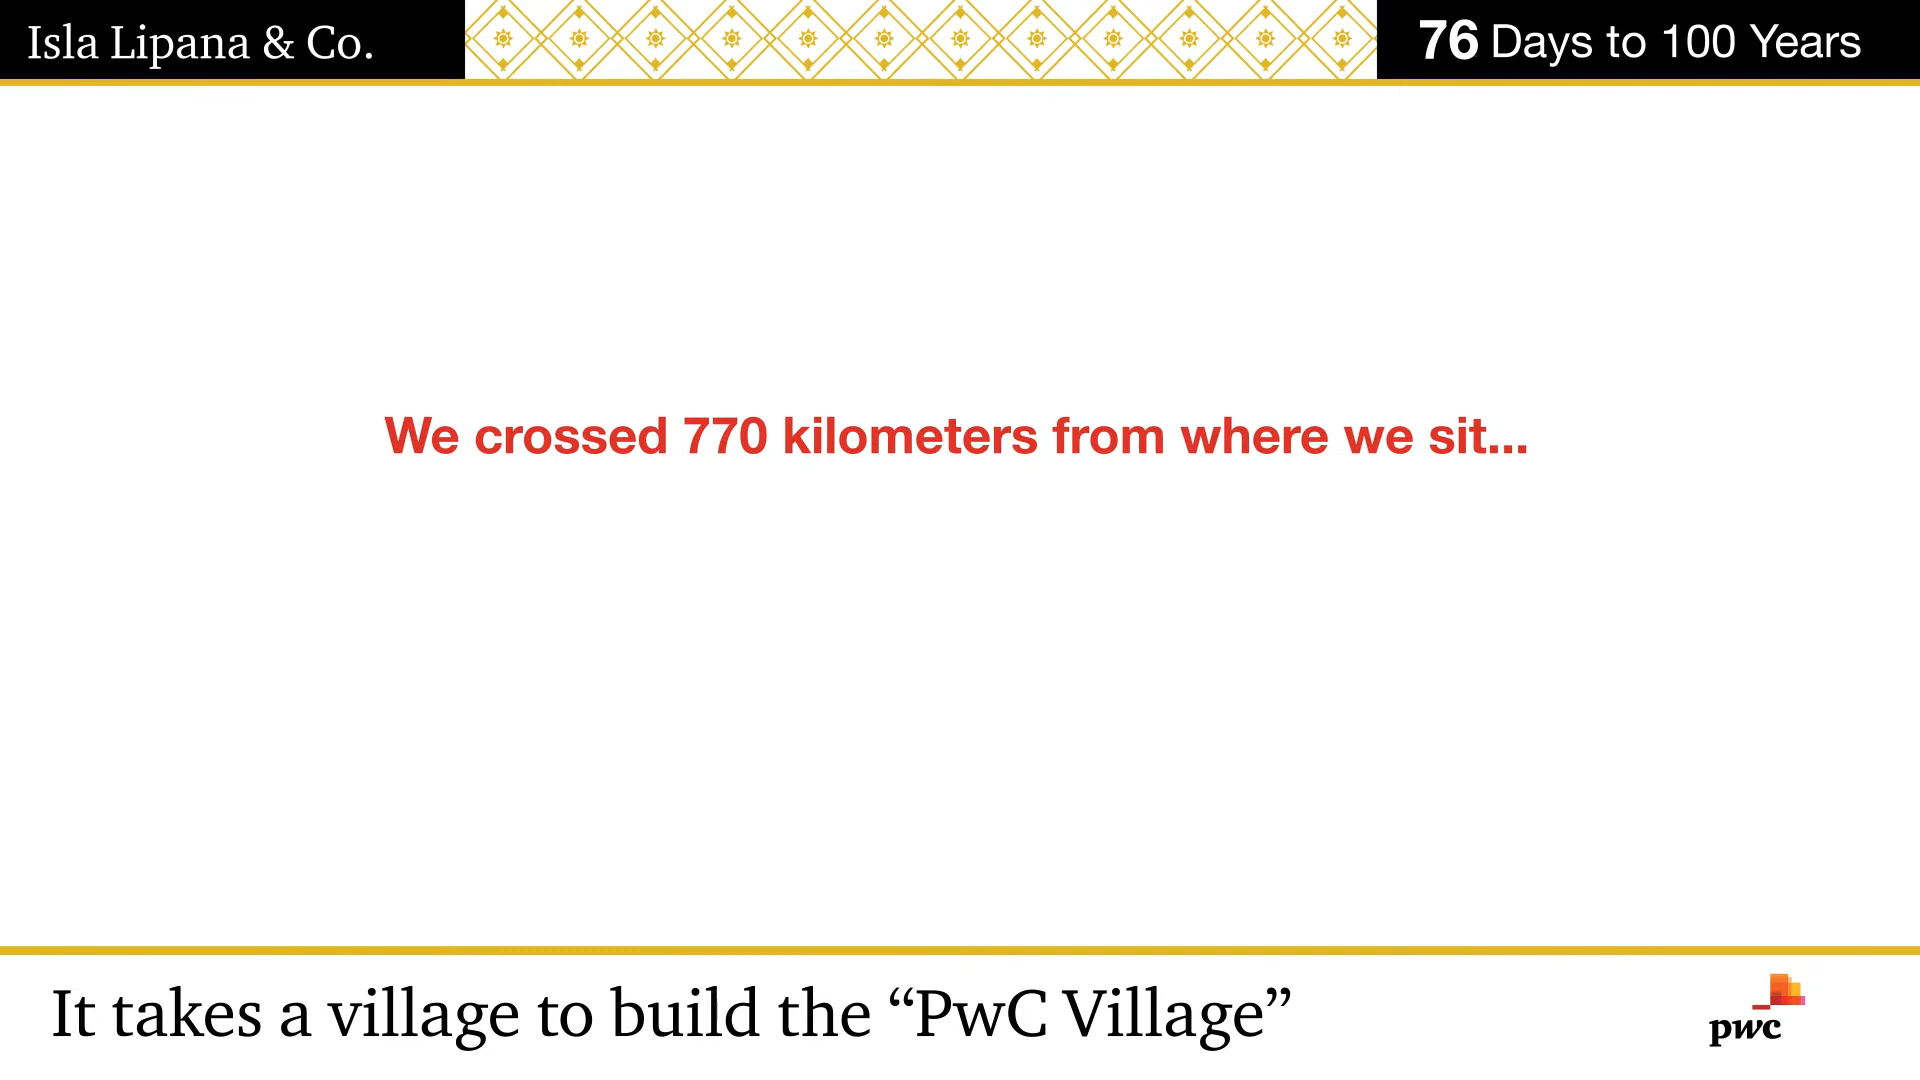 Isla Lipana & Co.
76 Days to 100 Years
We crossed 770 kilometers from where we sit...
It takes a village to build the “PwC Village”
pwc